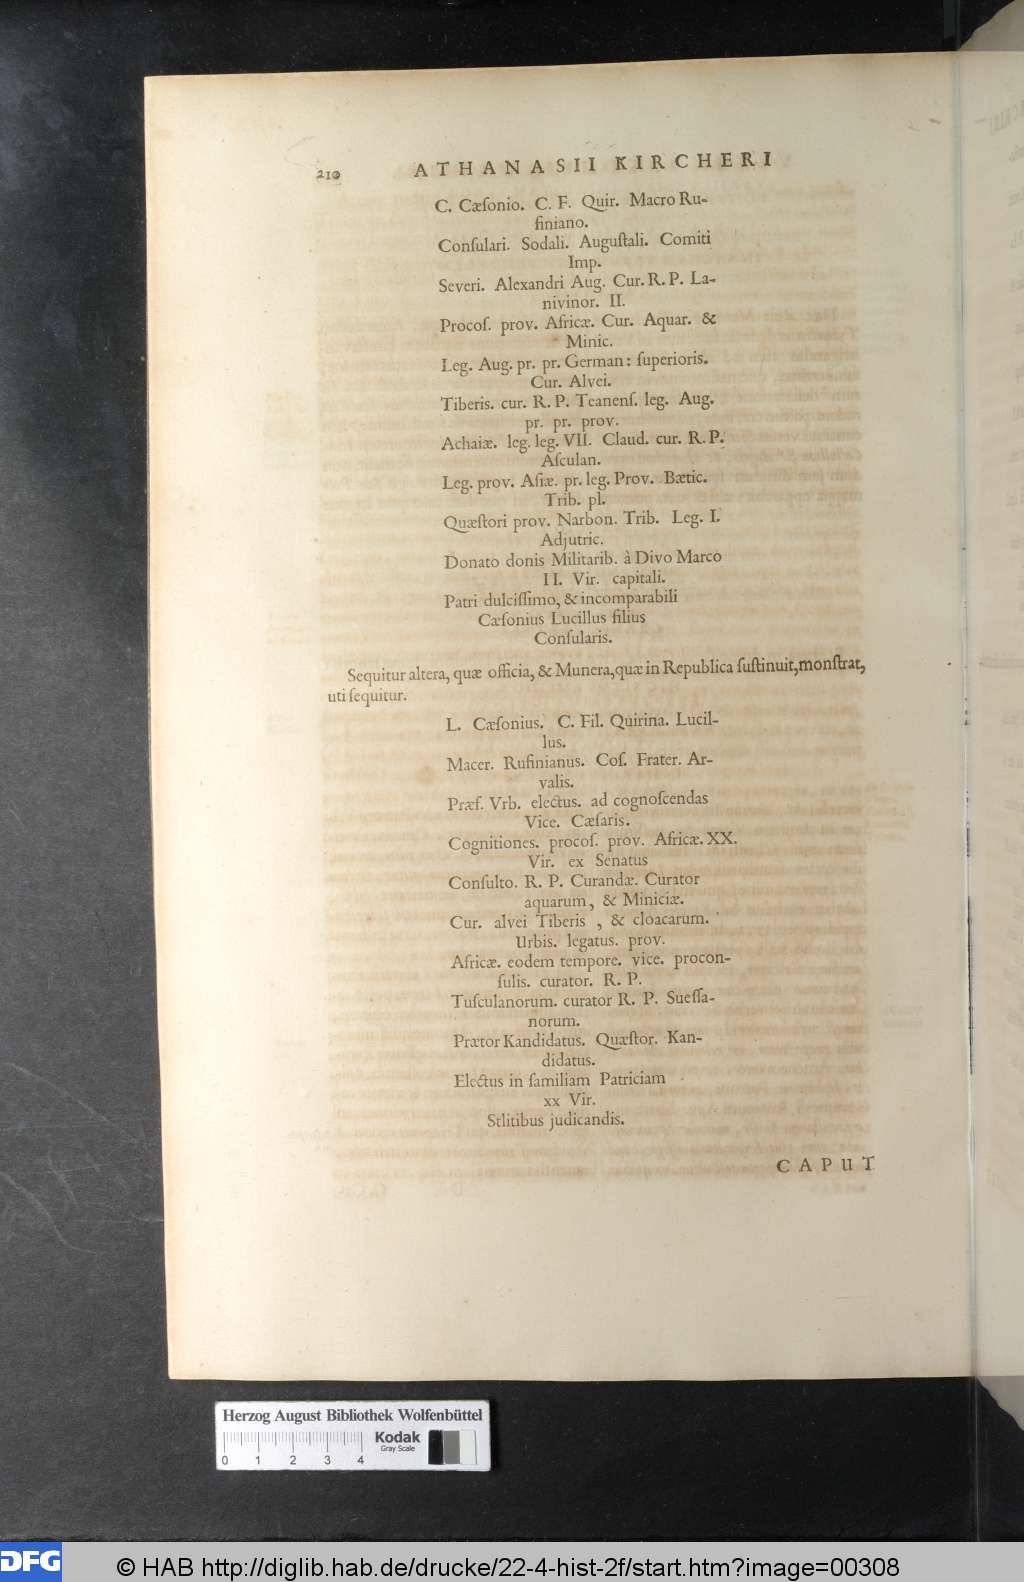 210 ATHANASII KIRCHERI
C. Cæſonio. C. F. Quir. Macro Ru-
finiano.
Conſulari. Sodali. Auguſtali. Comiti
Imp.
Severi. Alexandri Aug. Cur. R. P. La-
nivinor. II.
Procoſ. prov. Africæ. Cur. Aquar. &
Minic.
Leg. Aug. pr. pr. German: ſuperioris.
Cur. Alvei.
Tiberis. cur. R. P. Teanenſ. leg. Aug.
pr. pr. prov.
Achaiæ. leg. leg. VII. Claud. cur. R. P.
Aſculan.
Leg. prov. Aſiæ. pr. leg. Prov. Bætic.
Trib. pl.
Quæſtori prov. Narbon. Trib. Leg. I.
Adjutric.
Donato donis Militarib. à Divo Marco
II. Vir. capitali.
Patri dulciſſimo, & incomparabili
Cæſonius Lucillus filius
Conſularis.
Sequitur altera, quæ officia, & Munera, quæ in Republica ſuſtinuit, monſtrat,
uti ſequitur.
L. Cæſonius. C. Fil. Quirina. Lucil-
lus.
Macer. Rufinianus. Coſ. Frater. Ar-
valis.
Præf. Vrb. electus. ad cognoſcendas
Vice. Cæſaris.
Cognitiones. procoſ. prov. Africæ. XX.
Vir. ex Senatus
Conſulto. R. P. Curandæ. Curator
aquarum, & Miniciæ.
Cur. alvei Tiberis, & cloacarum.
Urbis. legatus. prov.
Africæ. eodem tempore. vice. procon-
ſulis. curator. R. P.
Tuſculanorum. curator R. P. Sueſſa-
norum.
Prætor Kandidatus. Quæſtor. Kan-
didatus.
Electus in familiam Patriciam
xx Vir.
Stlitibus judicandis.
CAPUT
Herzog August Bibliothek Wolfenbüttel
Kodak
Gray Scale
0 1 2 3 4
DFG © HAB http://diglib.hab.de/drucke/22-4-hist-2f/start.htm?image=00308